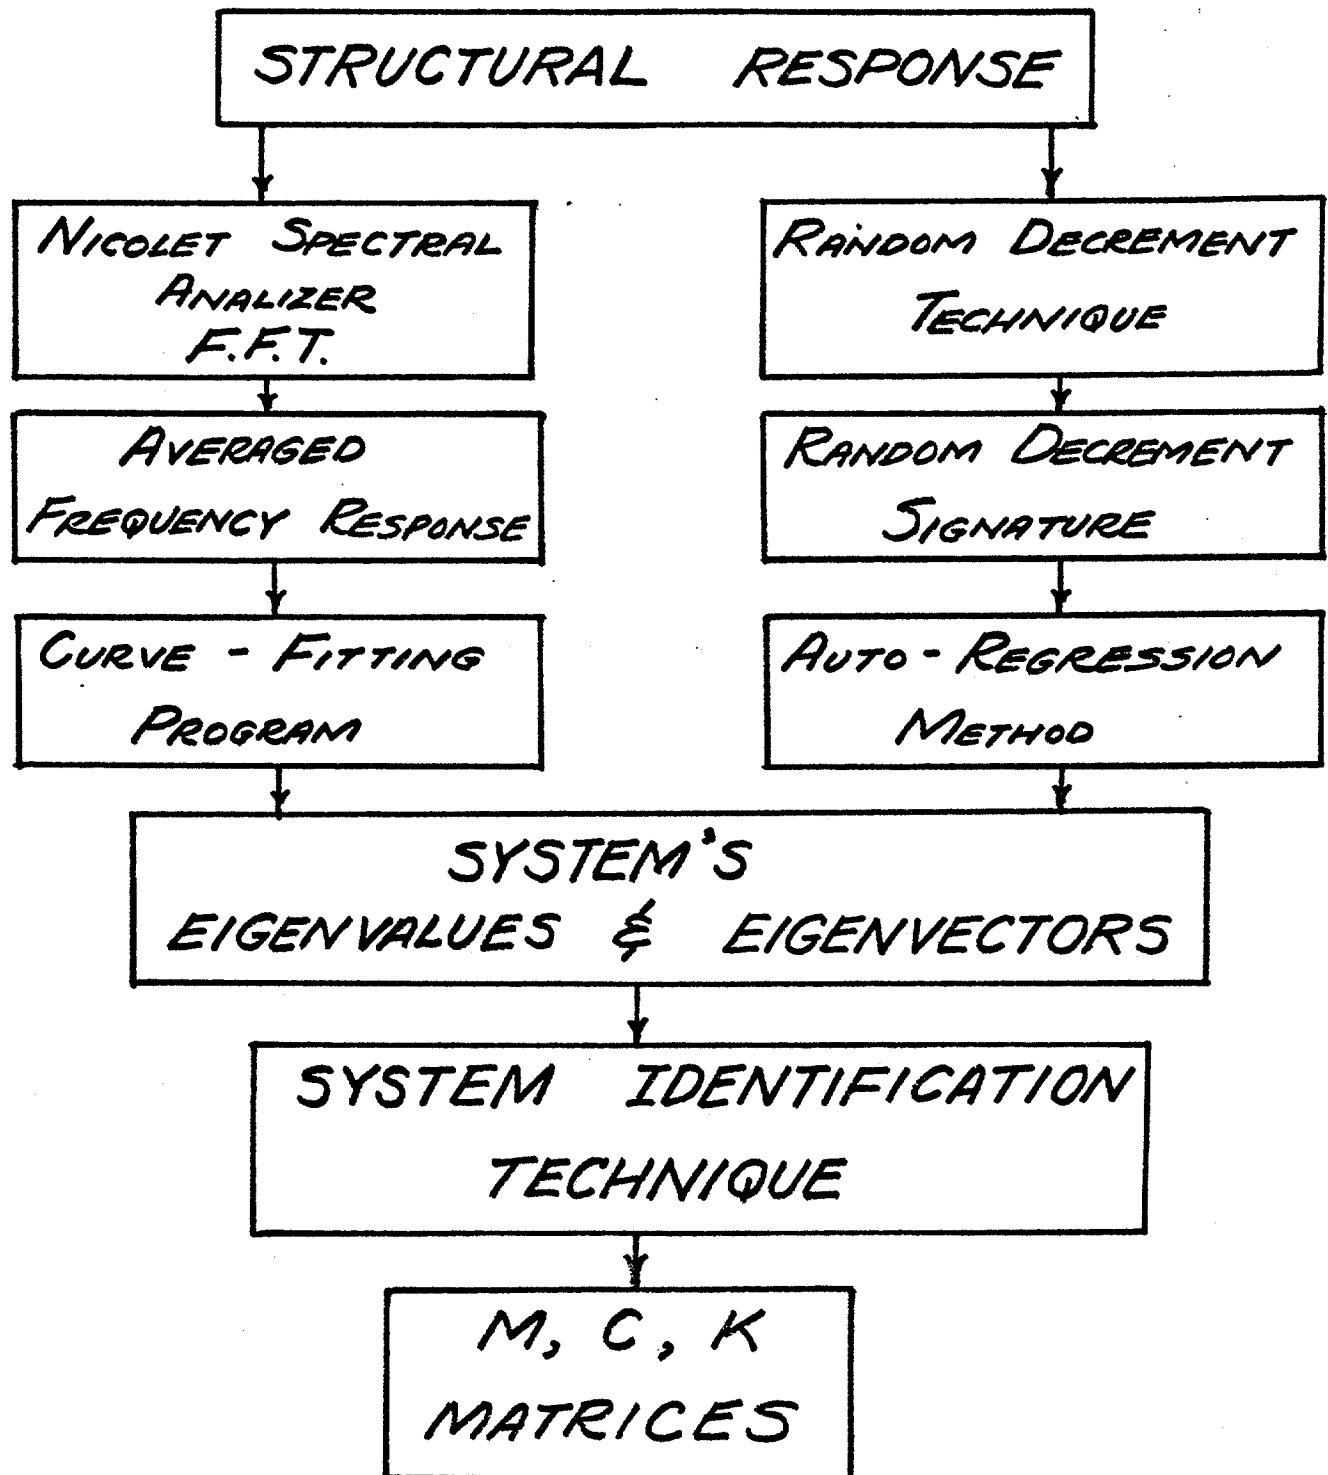 STRUCTURAL RESPONSE
NICOLET SPECTRAL
ANALIZER
F.F.T.
AVERAGED
FREQUENCY RESPONSE
CURVE - FITTING
PROGRAM
RANDOM DECREMENT
TECHNIQUE
RANDOM DECREMENT
SIGNATURE
AUTO - REGRESSION
METHOD
SYSTEM'S
EIGENVALUES & EIGENVECTORS
SYSTEM IDENTIFICATION
TECHNIQUE
M, C, K
MATRICES